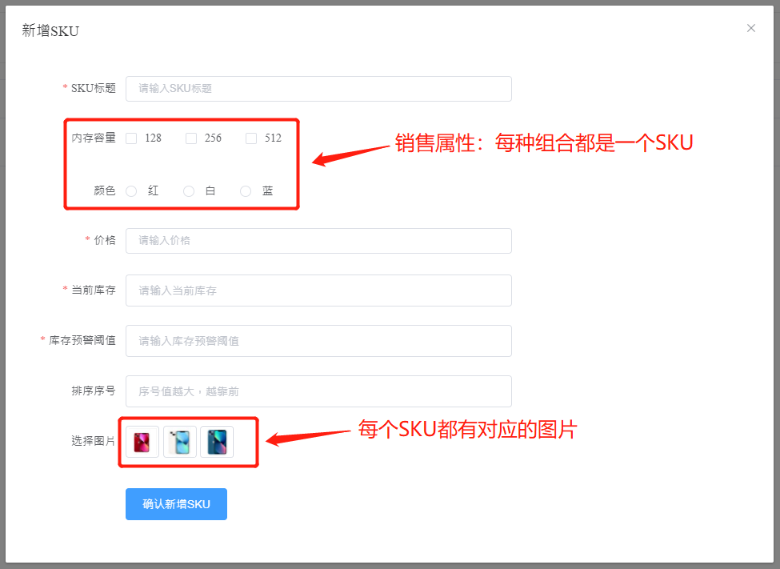 新增SKU
* SKU标题 请输入SKU标题
内存容量 128 256 512
销售属性：每种组合都是一个SKU
颜色 红 白 蓝
* 价格 请输入价格
* 当前库存 请输入当前库存
* 库存预警阈值 请输入库存预警阈值
排序序号 序号值越大，越靠前
选择图片
每个SKU都有对应的图片
确认新增SKU